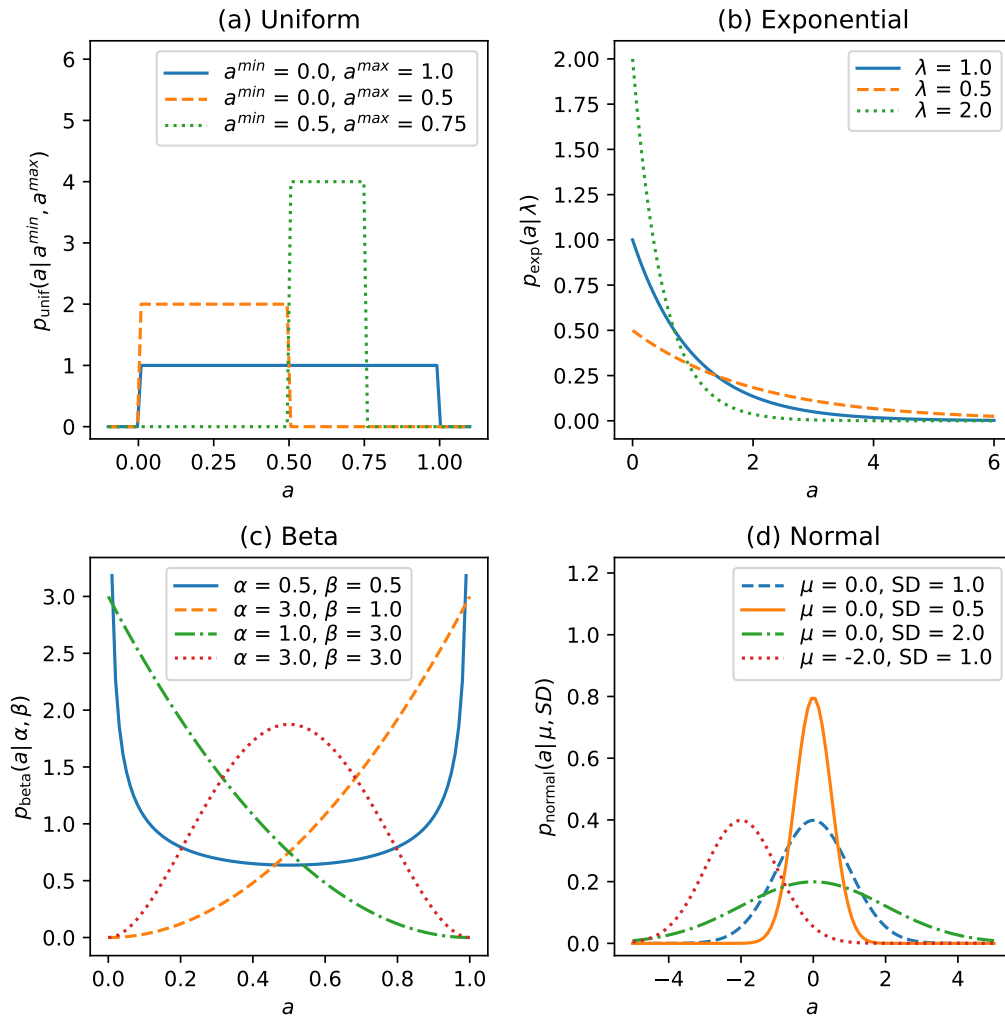 (a) Uniform
a^min = 0.0, a^max = 1.0
a^min = 0.0, a^max = 0.5
a^min = 0.5, a^max = 0.75
6
5
4
3
2
1
0
p_unif(a| a^min, a^max)
0.00 0.25 0.50 0.75 1.00
a
(b) Exponential
λ = 1.0
λ = 0.5
λ = 2.0
2.00
1.75
1.50
1.25
1.00
0.75
0.50
0.25
0.00
p_exp(a| λ)
0 2 4 6
a
(c) Beta
α = 0.5, β = 0.5
α = 3.0, β = 1.0
α = 1.0, β = 3.0
α = 3.0, β = 3.0
3.0
2.5
2.0
1.5
1.0
0.5
0.0
p_beta(a| α, β)
0.0 0.2 0.4 0.6 0.8 1.0
a
(d) Normal
μ = 0.0, SD = 1.0
μ = 0.0, SD = 0.5
μ = 0.0, SD = 2.0
μ = -2.0, SD = 1.0
1.2
1.0
0.8
0.6
0.4
0.2
0.0
p_normal(a| μ, SD)
−4 −2 0 2 4
a